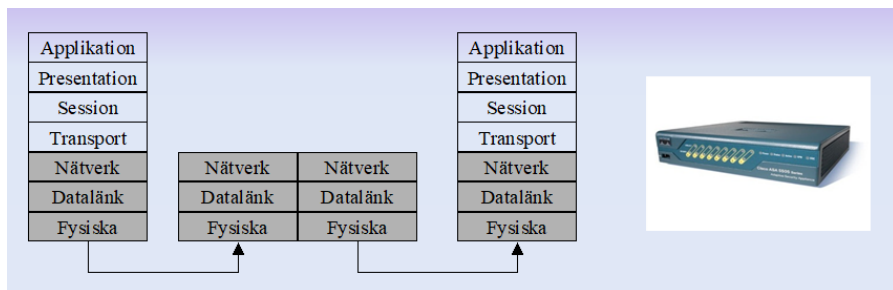 Applikation
Presentation
Session
Transport
Nätverk
Datalänk
Fysiska
Nätverk Nätverk
Datalänk Datalänk
Fysiska Fysiska
Applikation
Presentation
Session
Transport
Nätverk
Datalänk
Fysiska